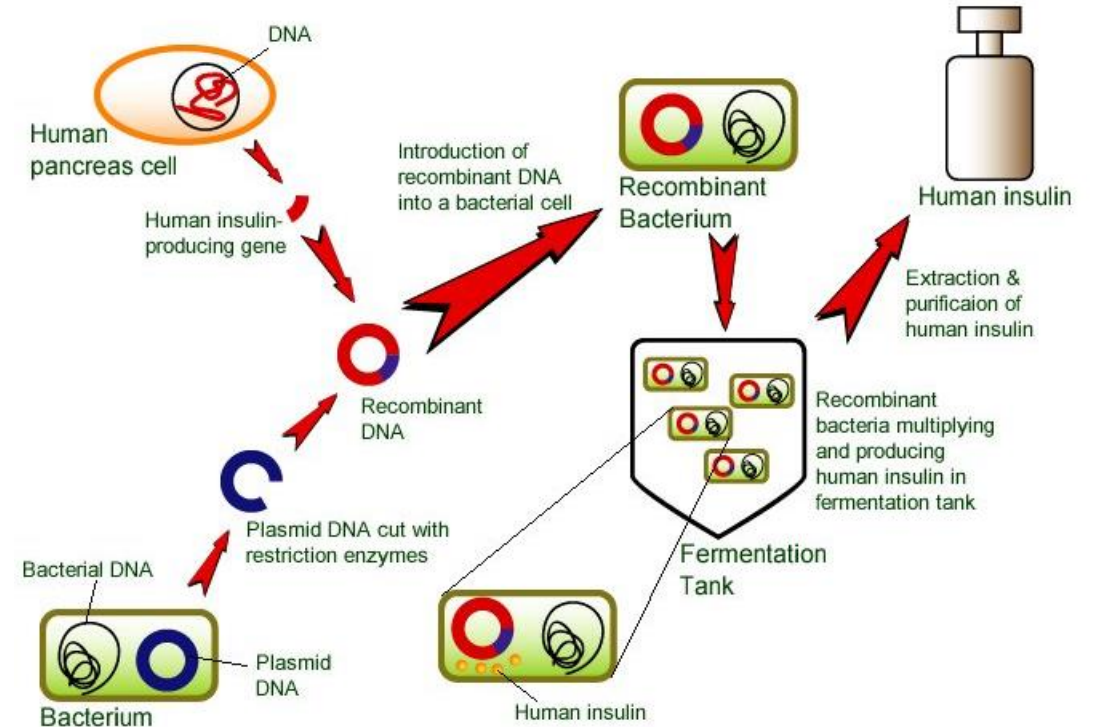 DNA
Human
pancreas cell
Human insulin-
producing gene
Introduction of
recombinant DNA
into a bacterial cell
Recombinant
Bacterium
Human insulin
Extraction &
purificaion of
human insulin
Recombinant
DNA
Recombinant
bacteria multiplying
and producing
human insulin in
fermentation tank
Plasmid DNA cut with
restriction enzymes
Fermentation
Tank
Bacterial DNA
Plasmid
DNA
Bacterium
Human insulin